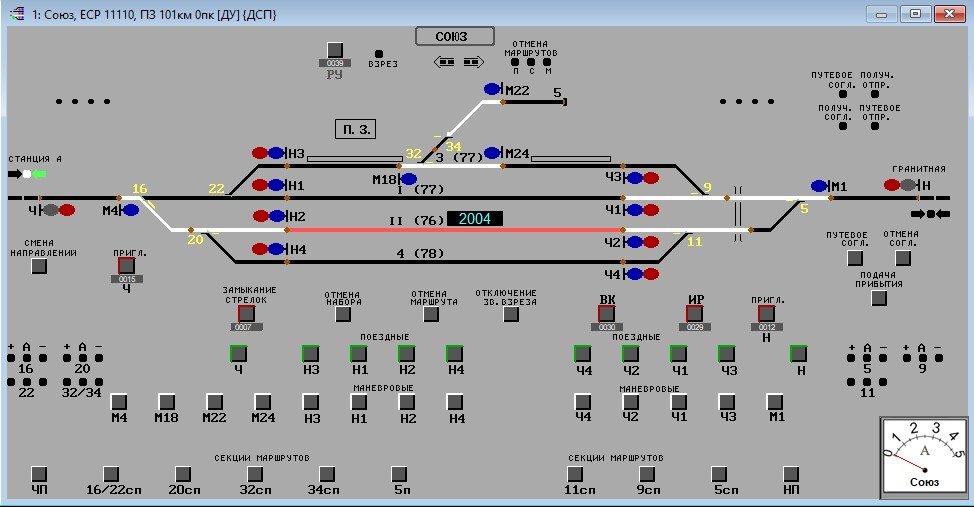 1: Союз, ЕСР 11110, ПЗ 101км 0пк [ДУ] {ДСП}
СОЮЗ
0039
РУ
ВЗРЕЗ
ОТМЕНА
МАРШРУТОВ
П С М
ПУТЕВОЕ ПОЛУЧ.
СОГЛ. ОТПР.
ПОЛУЧ. ПУТЕВОЕ
СОГЛ. ОТПР.
М22 5
П. З.
34
32
Н3
3 (77)
М24
СТАНЦИЯ А
ГРАНИТНАЯ
М18
Ч3
16
22
Н1
I (77)
9
М1
Н
Ч
М4
Н2
II (76) 2004
Ч1
5
20
Н4
4 (78)
Ч2
11
Ч4
СМЕНА
НАПРАВЛЕНИЙ
ПРИГЛ.
0015
Ч
ПУТЕВОЕ
СОГЛ.
ОТМЕНА
СОГЛ.
ПОДАЧА
ПРИБЫТИЯ
ЗАМЫКАНИЕ
СТРЕЛОК
0007
ОТМЕНА
НАБОРА
ОТМЕНА
МАРШРУТА
ОТКЛЮЧЕНИЕ
ЗВ.ВЗРЕЗА
ВК
0030
ИР
0029
ПРИГЛ.
0012
Н
ПОЕЗДНЫЕ ПОЕЗДНЫЕ
Ч Н3 Н1 Н2 Н4 Ч4 Ч2 Ч1 Ч3 Н
+ А − + А − + А − + А −
16 20 5 9
22 32/34 11
МАНЕВРОВЫЕ МАНЕВРОВЫЕ
М4 М18 М22 М24 Н3 Н1 Н2 Н4 Ч4 Ч2 Ч1 Ч3 М1
СЕКЦИИ МАРШРУТОВ СЕКЦИИ МАРШРУТОВ
ЧП 16/22сп 20сп 32сп 34сп 5п 11сп 9сп 5сп НП
0 1 2 3 4 5
А
Союз